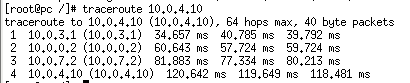 [root@pc /]# traceroute 10.0.4.10
traceroute to 10.0.4.10 (10.0.4.10), 64 hops max, 40 byte packets
1 10.0.3.1 (10.0.3.1) 34.657 ms 40.785 ms 39.792 ms
2 10.0.0.2 (10.0.0.2) 60.643 ms 57.724 ms 59.724 ms
3 10.0.7.2 (10.0.7.2) 81.883 ms 77.334 ms 80.213 ms
4 10.0.4.10 (10.0.4.10) 120.642 ms 119.649 ms 118.481 ms